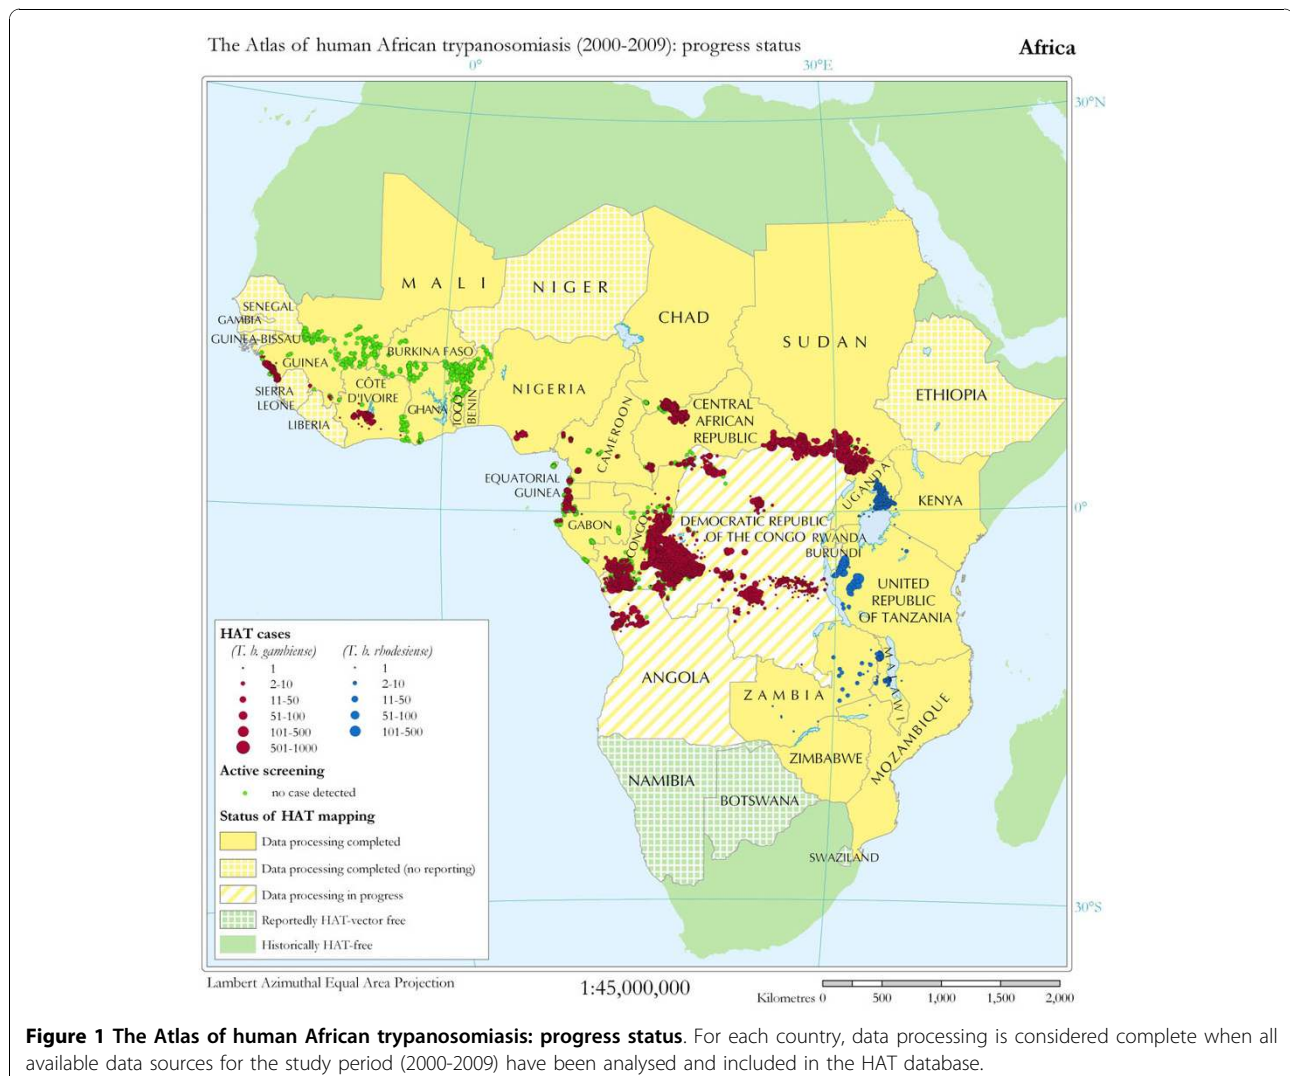 The Atlas of human African trypanosomiasis (2000-2009): progress status
Africa
0°
30°E
30°N
MALI
NIGER
CHAD
SUDAN
SENEGAL
GAMBIA
GUINEA-BISSAU
GUINEA
BURKINA FASO
SIERRA
LEONE
CÔTE
D'IVOIRE
GHANA
TOGO
BENIN
NIGERIA
LIBERIA
CAMEROON
CENTRAL
AFRICAN
REPUBLIC
ETHIOPIA
EQUATORIAL
GUINEA
GABON
CONGO
DEMOCRATIC REPUBLIC
OF THE CONGO
UGANDA
KENYA
0°
RWANDA
BURUNDI
UNITED
REPUBLIC
OF TANZANIA
ANGOLA
ZAMBIA
MALAWI
MOZAMBIQUE
ZIMBABWE
NAMIBIA
BOTSWANA
SWAZILAND
30°S
HAT cases
(T. b. gambiense) (T. b. rhodesiense)
1 1
2-10 2-10
11-50 11-50
51-100 51-100
101-500 101-500
501-1000
Active screening
no case detected
Status of HAT mapping
Data processing completed
Data processing completed (no reporting)
Data processing in progress
Reportedly HAT-vector free
Historically HAT-free
Lambert Azimuthal Equal Area Projection
1:45,000,000
Kilometres 0 500 1,000 1,500 2,000
Figure 1 The Atlas of human African trypanosomiasis: progress status. For each country, data processing is considered complete when all
available data sources for the study period (2000-2009) have been analysed and included in the HAT database.